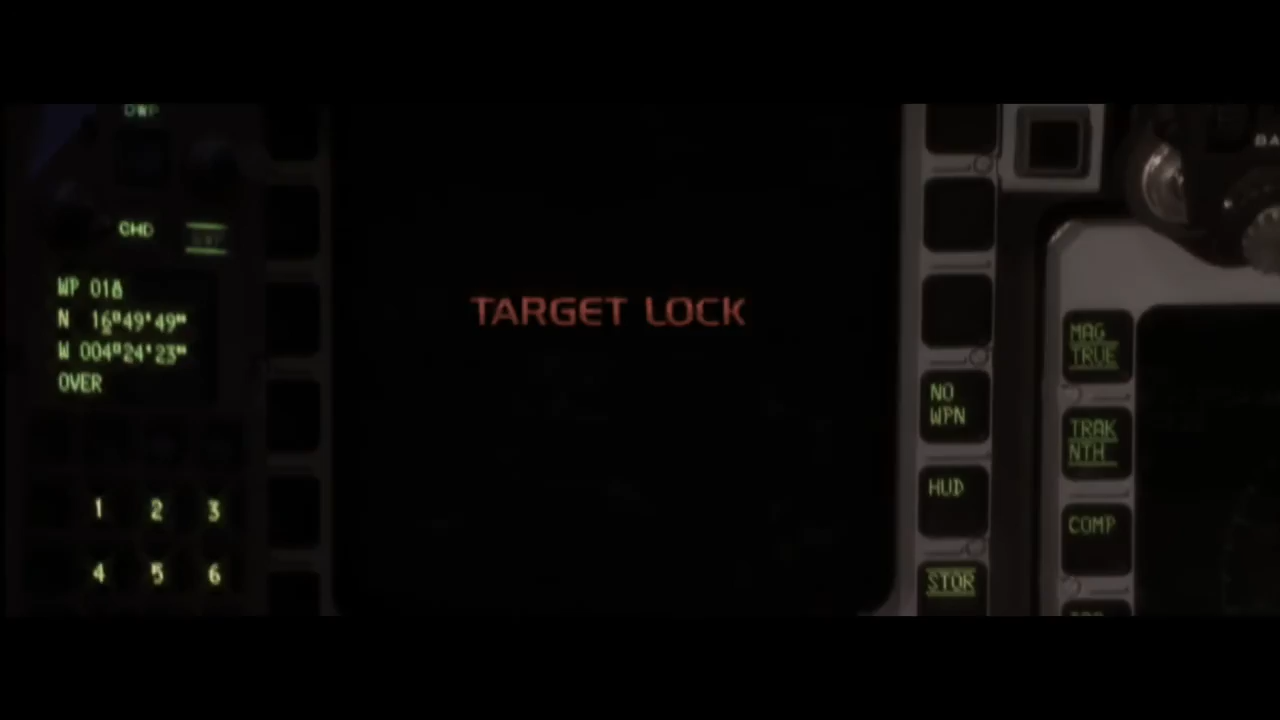 DWP
CMD
WP 018
N 16°49'49"
W 004°24'23"
OVER
1 2 3
4 5 6
TARGET LOCK
NO
WPN
HUD
STOR
MAG
TRUE
TRAK
NTH
COMP